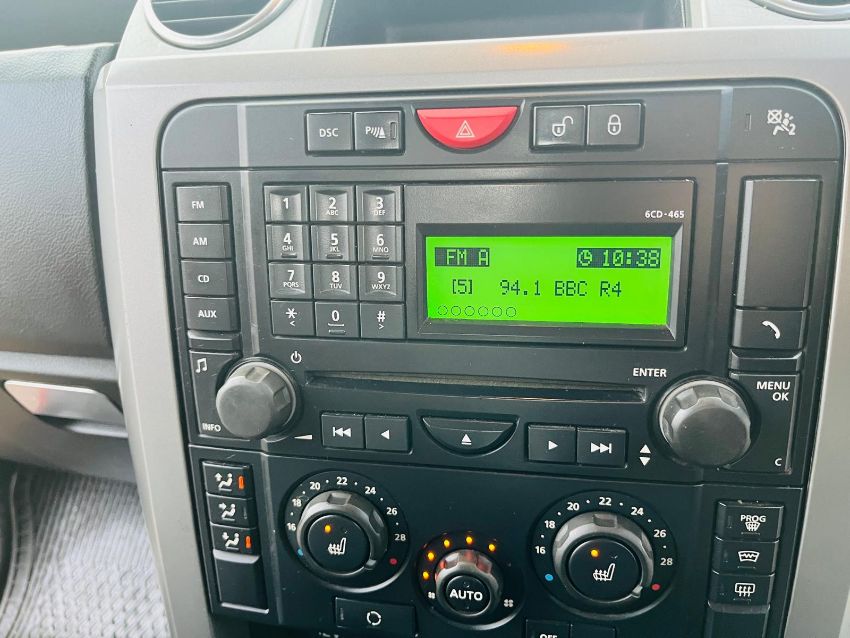 DSC
P
2
6CD-465
FM
AM
CD
AUX
1
2 ABC
3 DEF
4 GHI
5 JKL
6 MNO
7 PQRS
8 TUV
9 WXYZ
* <
0
# >
FM A 10:38
[5] 94.1 BBC R4
INFO
ENTER
MENU
OK
C
16 18 20 22 24 26 28
16 18 20 22 24 26 28
AUTO
PROG
OFF